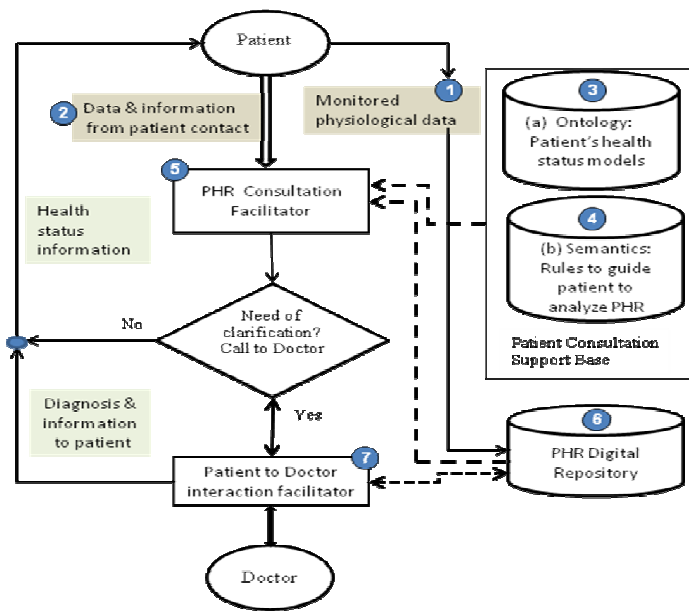 Patient
2 Data & information
from patient contact
1
Monitored
physiological data
3
(a) Ontology:
Patient's health
status models
5
PHR Consultation
Facilitator
4
(b) Semantics:
Rules to guide
patient to
analyze PHR
Patient Consultation
Support Base
Health
status
information
Need of
clarification?
Call to Doctor
No
Yes
Diagnosis &
information
to patient
6
PHR Digital
Repository
7
Patient to Doctor
interaction facilitator
Doctor